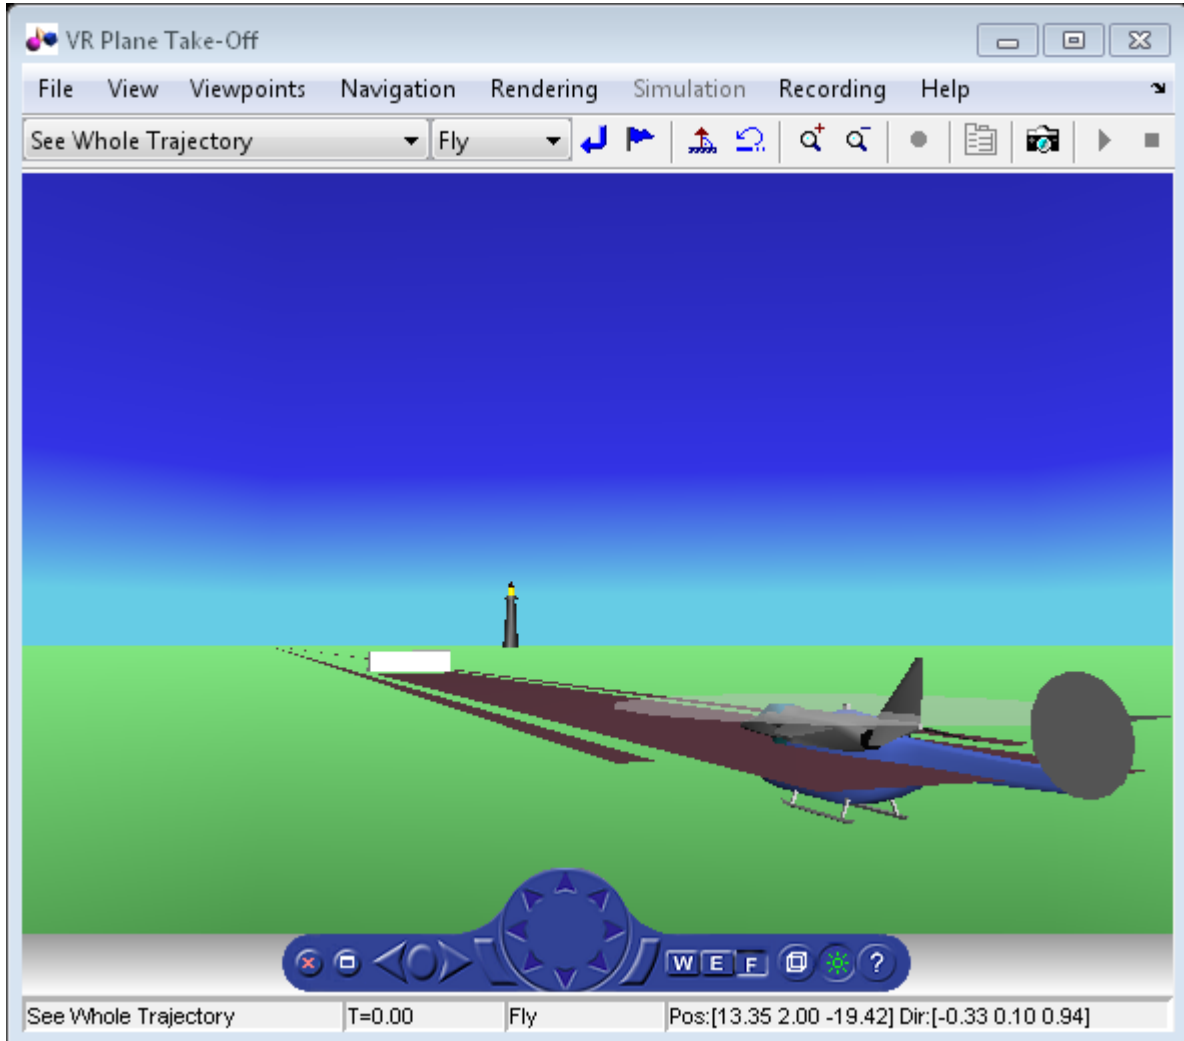 VR Plane Take-Off
File View Viewpoints Navigation Rendering Simulation Recording Help
See Whole Trajectory Fly
W E F ?
See Whole Trajectory T=0.00 Fly Pos:[13.35 2.00 -19.42] Dir:[-0.33 0.10 0.94]